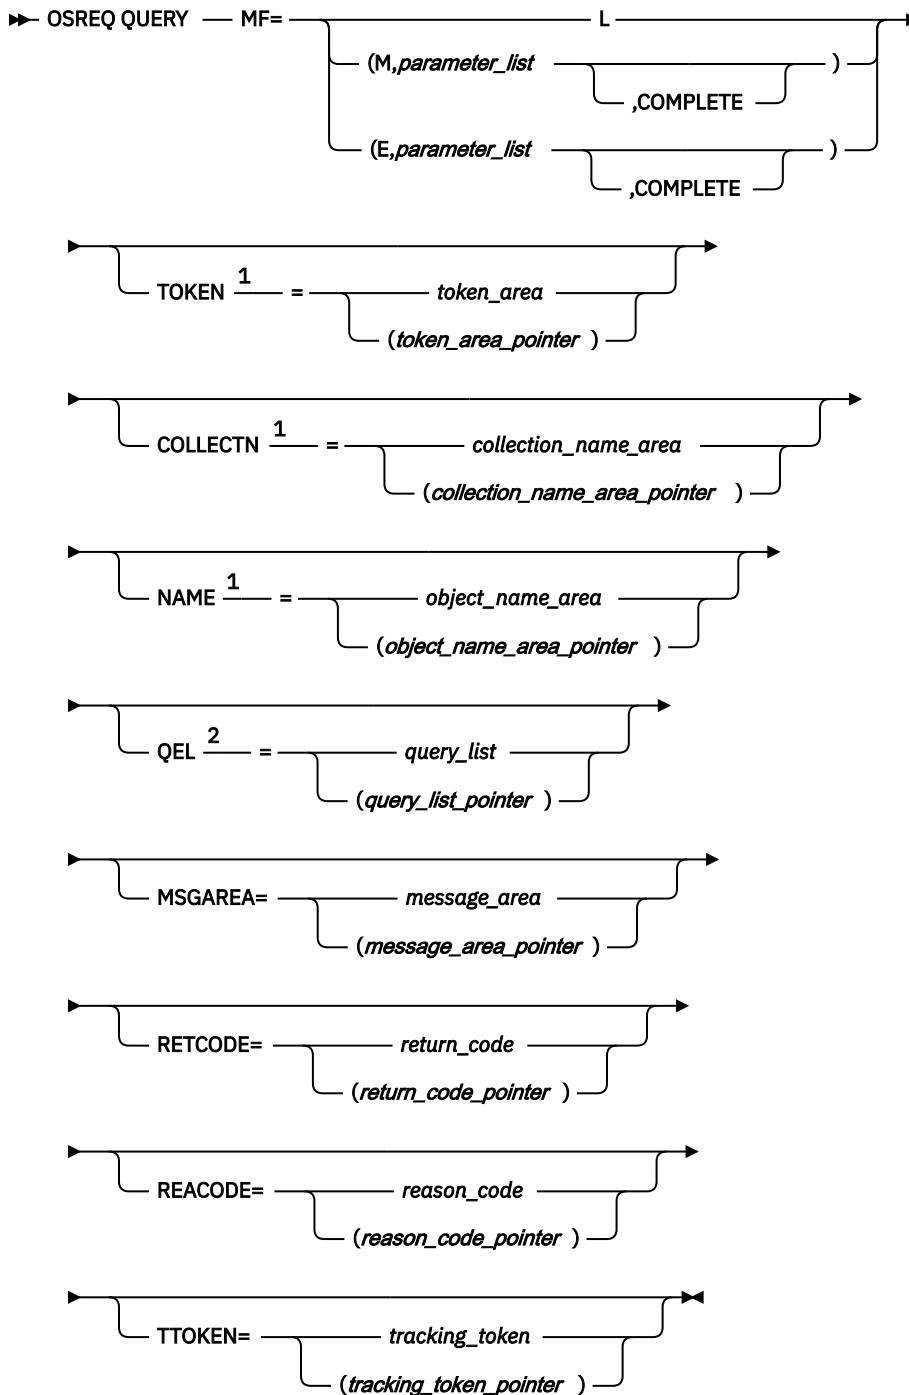 OSREQ QUERY MF= L
(M,parameter_list )
,COMPLETE
(E,parameter_list )
,COMPLETE
TOKEN 1 = token_area
(token_area_pointer )
COLLECTN 1 = collection_name_area
(collection_name_area_pointer )
NAME 1 = object_name_area
(object_name_area_pointer )
QEL 2 = query_list
(query_list_pointer )
MSGAREA= message_area
(message_area_pointer )
RETCODE= return_code
(return_code_pointer )
REACODE= reason_code
(reason_code_pointer )
TTOKEN= tracking_token
(tracking_token_pointer )